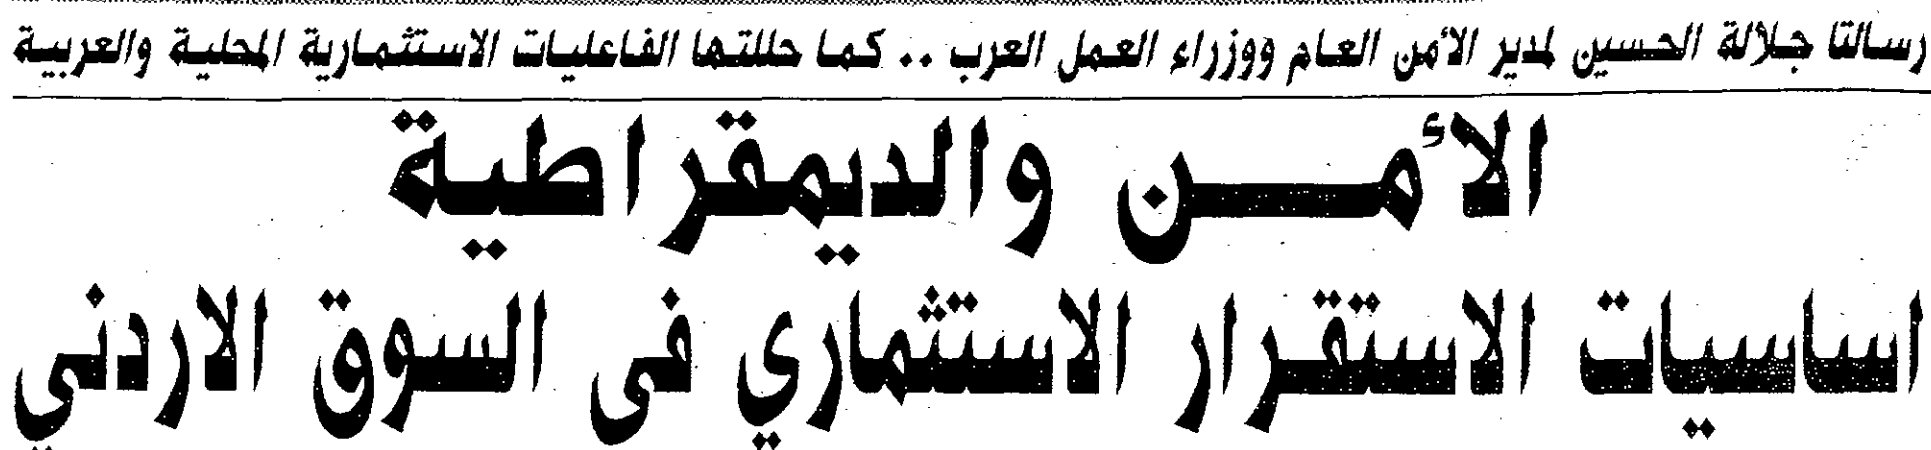 رسالتا جلالة الحسين لمدير الأمن العام ووزراء العمل العرب .. كما حللتها الفاعليات الاستثمارية المحلية والعربية
الأمن والديمقراطية
اساسيات الاستقرار الاستثماري فى السوق الاردني